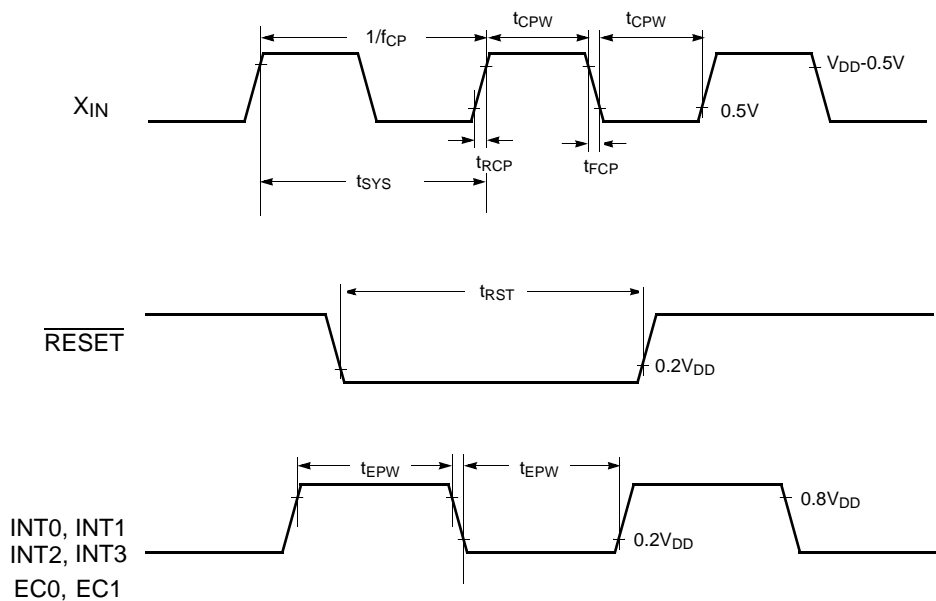 1/fCP
tCPW
tCPW
VDD-0.5V
XIN
0.5V
tRCP
tFCP
tSYS
tRST
RESET
0.2VDD
tEPW
tEPW
0.8VDD
INT0, INT1
0.2VDD
INT2, INT3
EC0, EC1